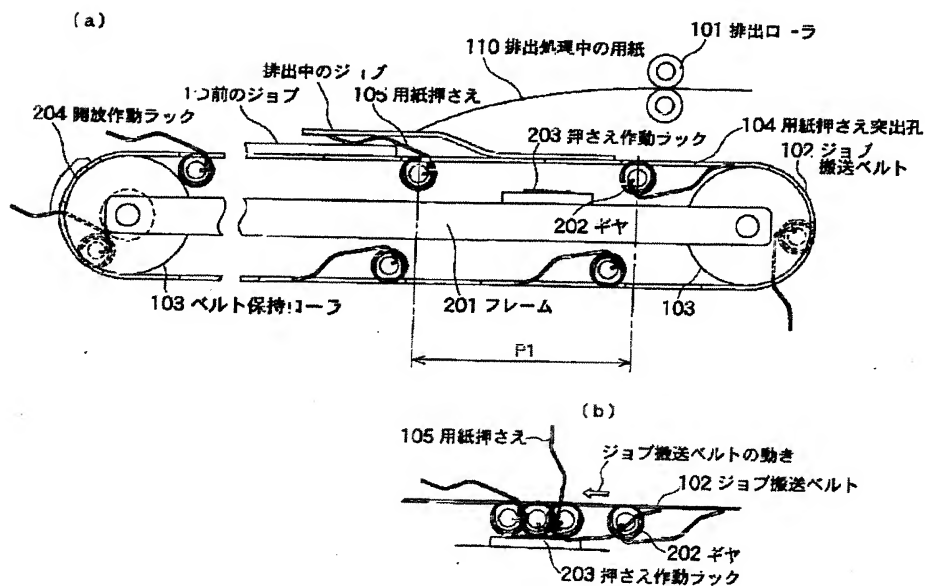 (a)
101 排出ローラ
110 排出処理中の用紙
排出中のジョブ
10前のジョブ
105 用紙押さえ
204 開放作動ラック
203 押さえ作動ラック
104 用紙押さえ突出孔
102 ジョブ
搬送ベルト
202 ギヤ
103 ベルト保持ローラ
201 フレーム
103
P1
(b)
105 用紙押さえ
ジョブ搬送ベルトの動き
102 ジョブ搬送ベルト
202 ギヤ
203 押さえ作動ラック